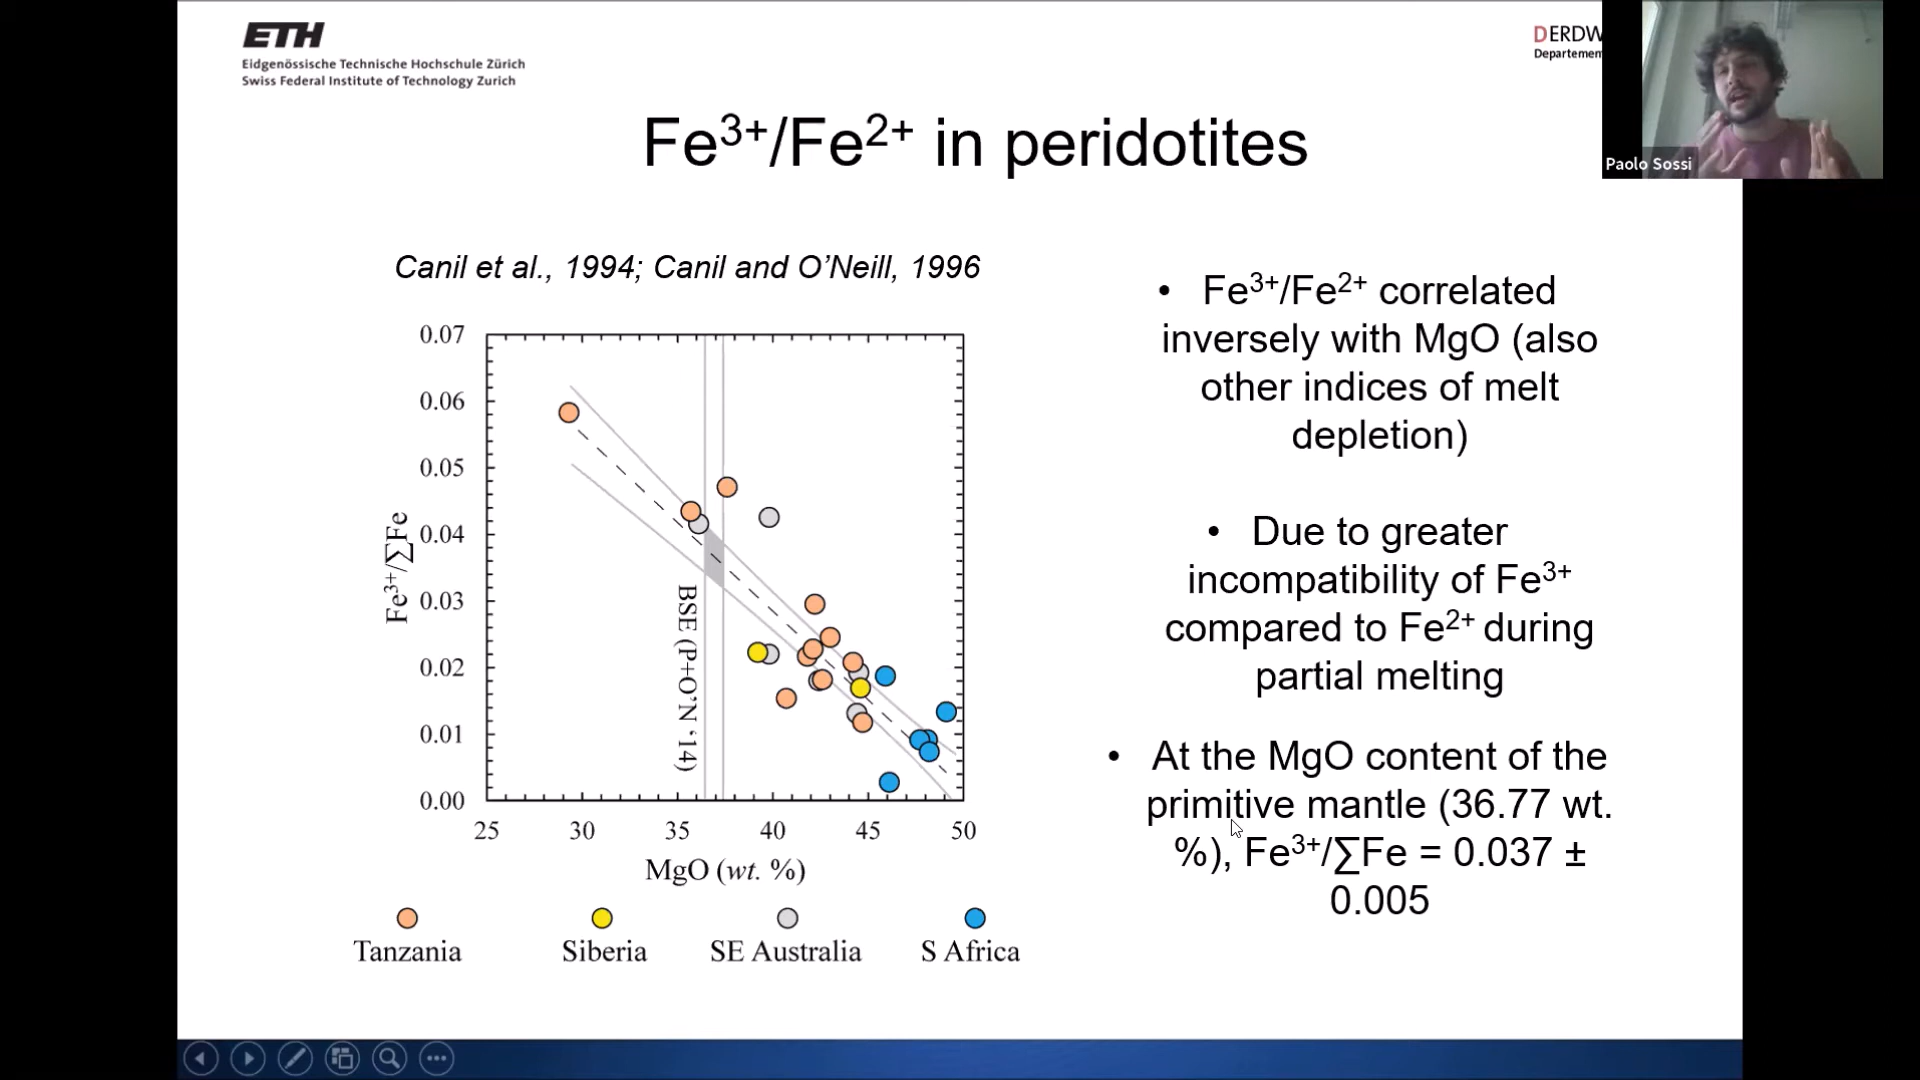 ETH
Eidgenössische Technische Hochschule Zürich
Swiss Federal Institute of Technology Zurich
DERDW
Departemen
Paolo Sossi
Fe³⁺/Fe²⁺ in peridotites
Canil et al., 1994; Canil and O’Neill, 1996
0.07
0.06
0.05
0.04
0.03
0.02
0.01
0.00
Fe³⁺/∑Fe
BSE (P+O’N ‘14)
25 30 35 40 45 50
MgO (wt. %)
Tanzania Siberia SE Australia S Africa
• Fe³⁺/Fe²⁺ correlated
inversely with MgO (also
other indices of melt
depletion)
• Due to greater
incompatibility of Fe³⁺
compared to Fe²⁺ during
partial melting
• At the MgO content of the
primitive mantle (36.77 wt.
%), Fe³⁺/∑Fe = 0.037 ±
0.005